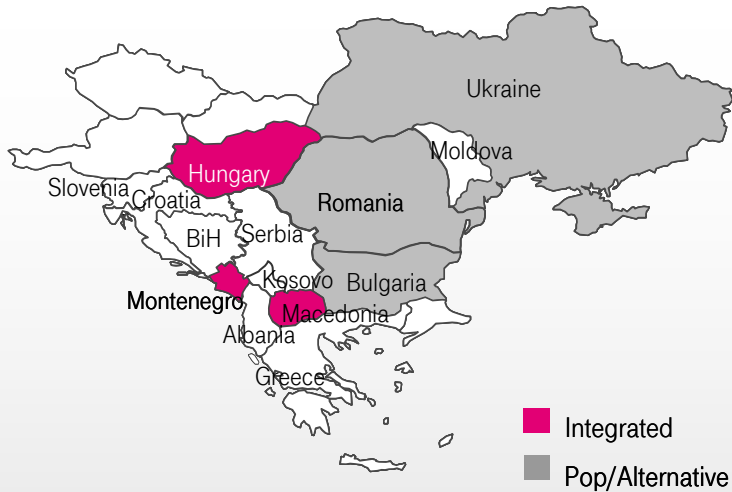 Ukraine
Moldova
Hungary
Slovenia
Croatia
Romania
BiH
Serbia
Kosovo
Bulgaria
Montenegro
Macedonia
Albania
Greece
Integrated
Pop/Alternative